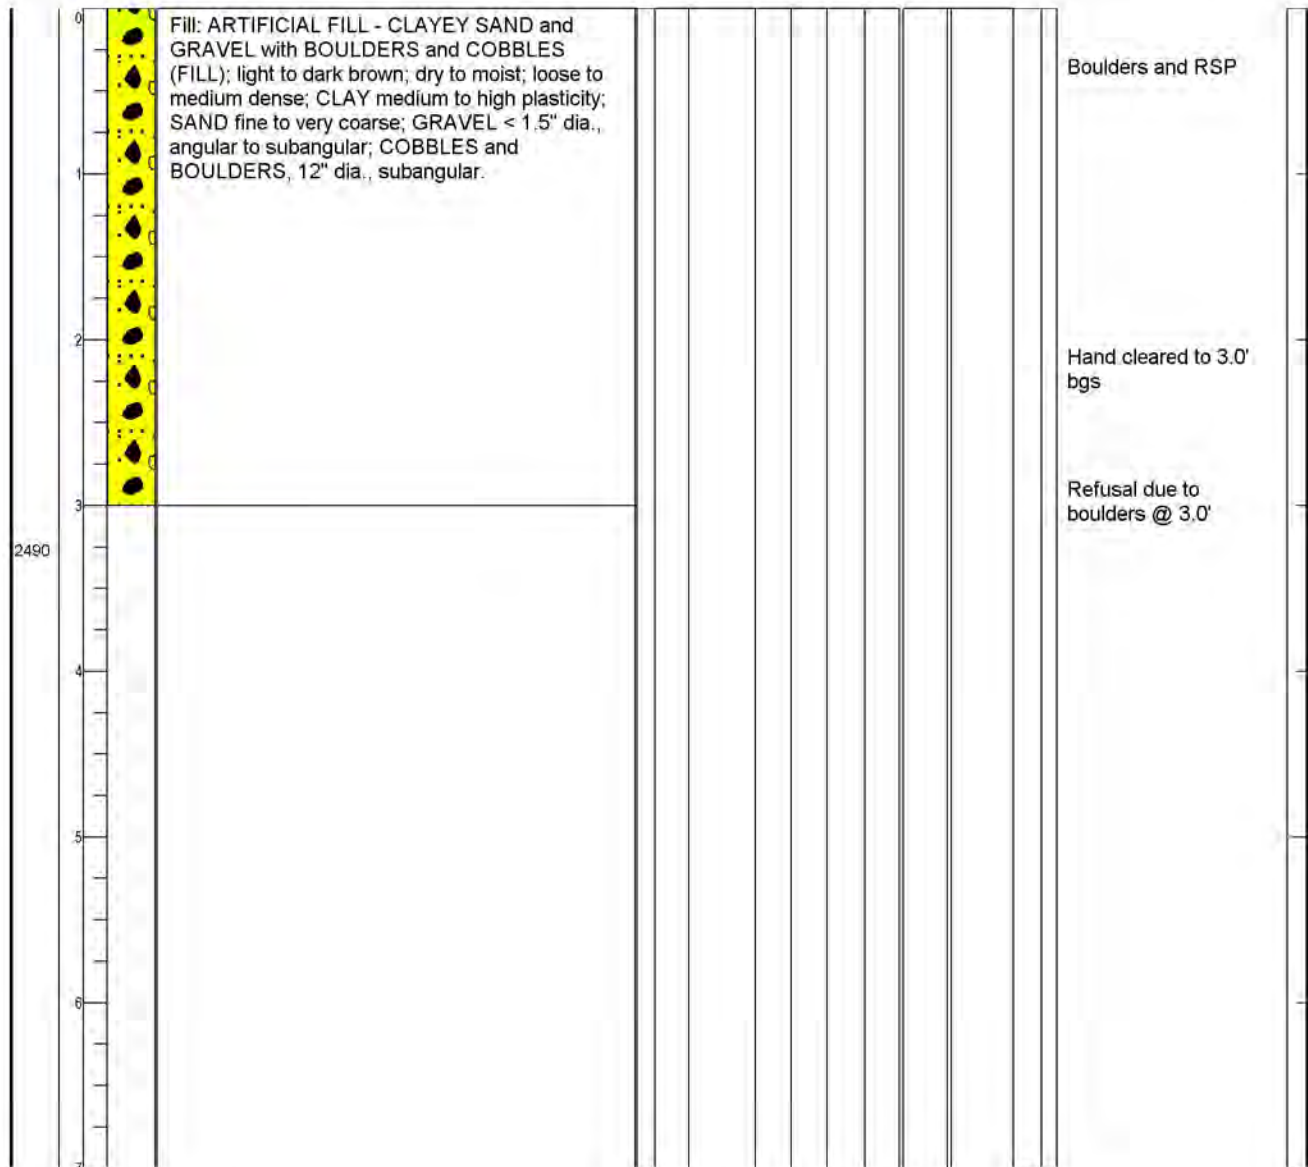 0
Fill: ARTIFICIAL FILL - CLAYEY SAND and
GRAVEL with BOULDERS and COBBLES
(FILL); light to dark brown; dry to moist; loose to
medium dense; CLAY medium to high plasticity;
SAND fine to very coarse; GRAVEL < 1.5" dia.,
angular to subangular; COBBLES and
BOULDERS, 12" dia., subangular.
Boulders and RSP
1
2
Hand cleared to 3.0'
bgs
3
Refusal due to
boulders @ 3.0'
2490
4
5
6
7